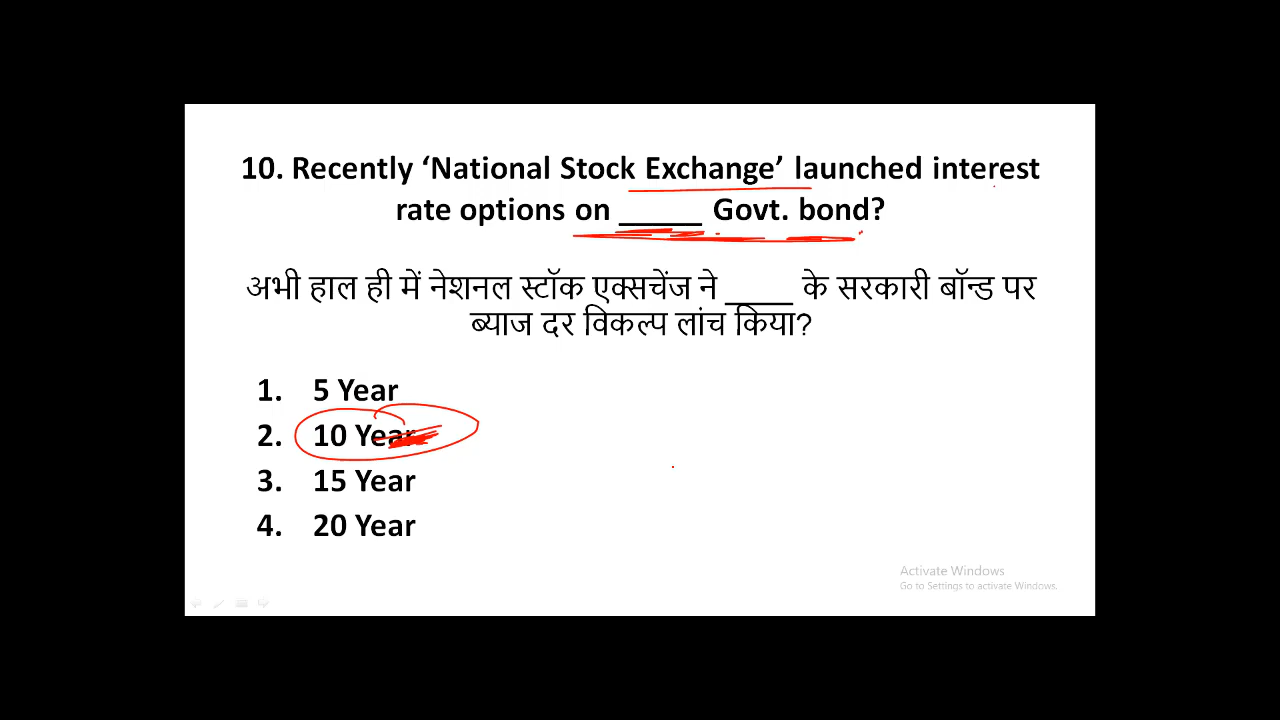 10. Recently ‘National Stock Exchange’ launched interest
rate options on _____ Govt. bond?
अभी हाल ही में नेशनल स्टॉक एक्सचेंज ने ____ के सरकारी बॉन्ड पर
ब्याज दर विकल्प लांच किया?
1. 5 Year
2. 10 Year
3. 15 Year
4. 20 Year
Activate Windows
Go to Settings to activate Windows.